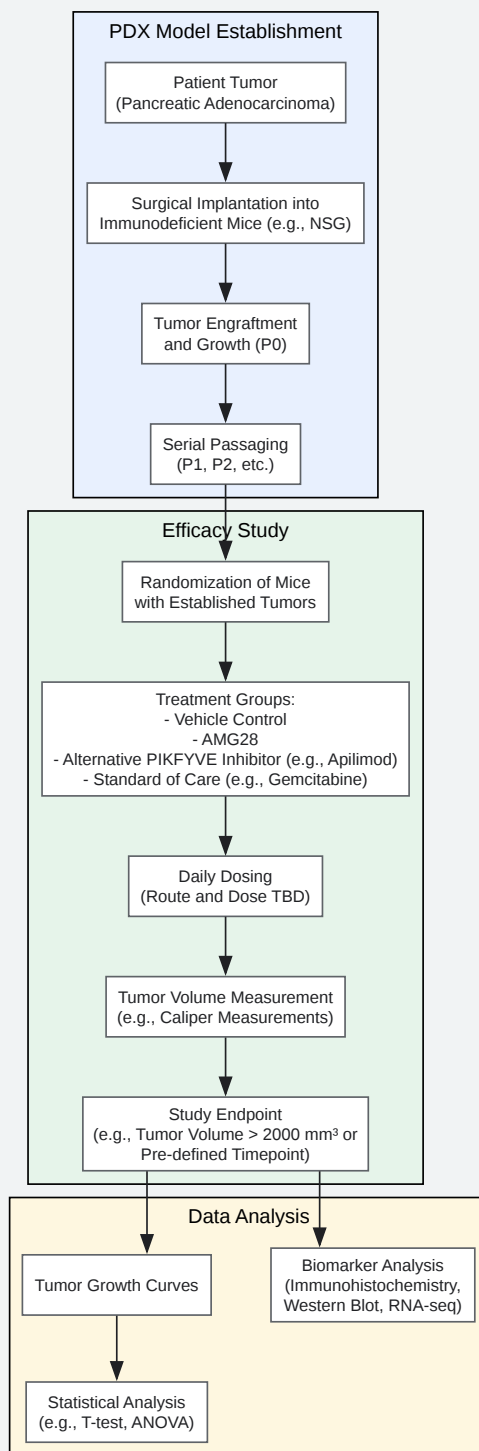 PDX Model Establishment
Patient Tumor
(Pancreatic Adenocarcinoma)
Surgical Implantation into
Immunodeficient Mice (e.g., NSG)
Tumor Engraftment
and Growth (P0)
Serial Passaging
(P1, P2, etc.)
Efficacy Study
Randomization of Mice
with Established Tumors
Treatment Groups:
- Vehicle Control
- AMG28
- Alternative PIKFYVE Inhibitor (e.g., Apilimod)
- Standard of Care (e.g., Gemcitabine)
Daily Dosing
(Route and Dose TBD)
Tumor Volume Measurement
(e.g., Caliper Measurements)
Study Endpoint
(e.g., Tumor Volume > 2000 mm³ or
Pre-defined Timepoint)
Data Analysis
Tumor Growth Curves
Biomarker Analysis
(Immunohistochemistry,
Western Blot, RNA-seq)
Statistical Analysis
(e.g., T-test, ANOVA)